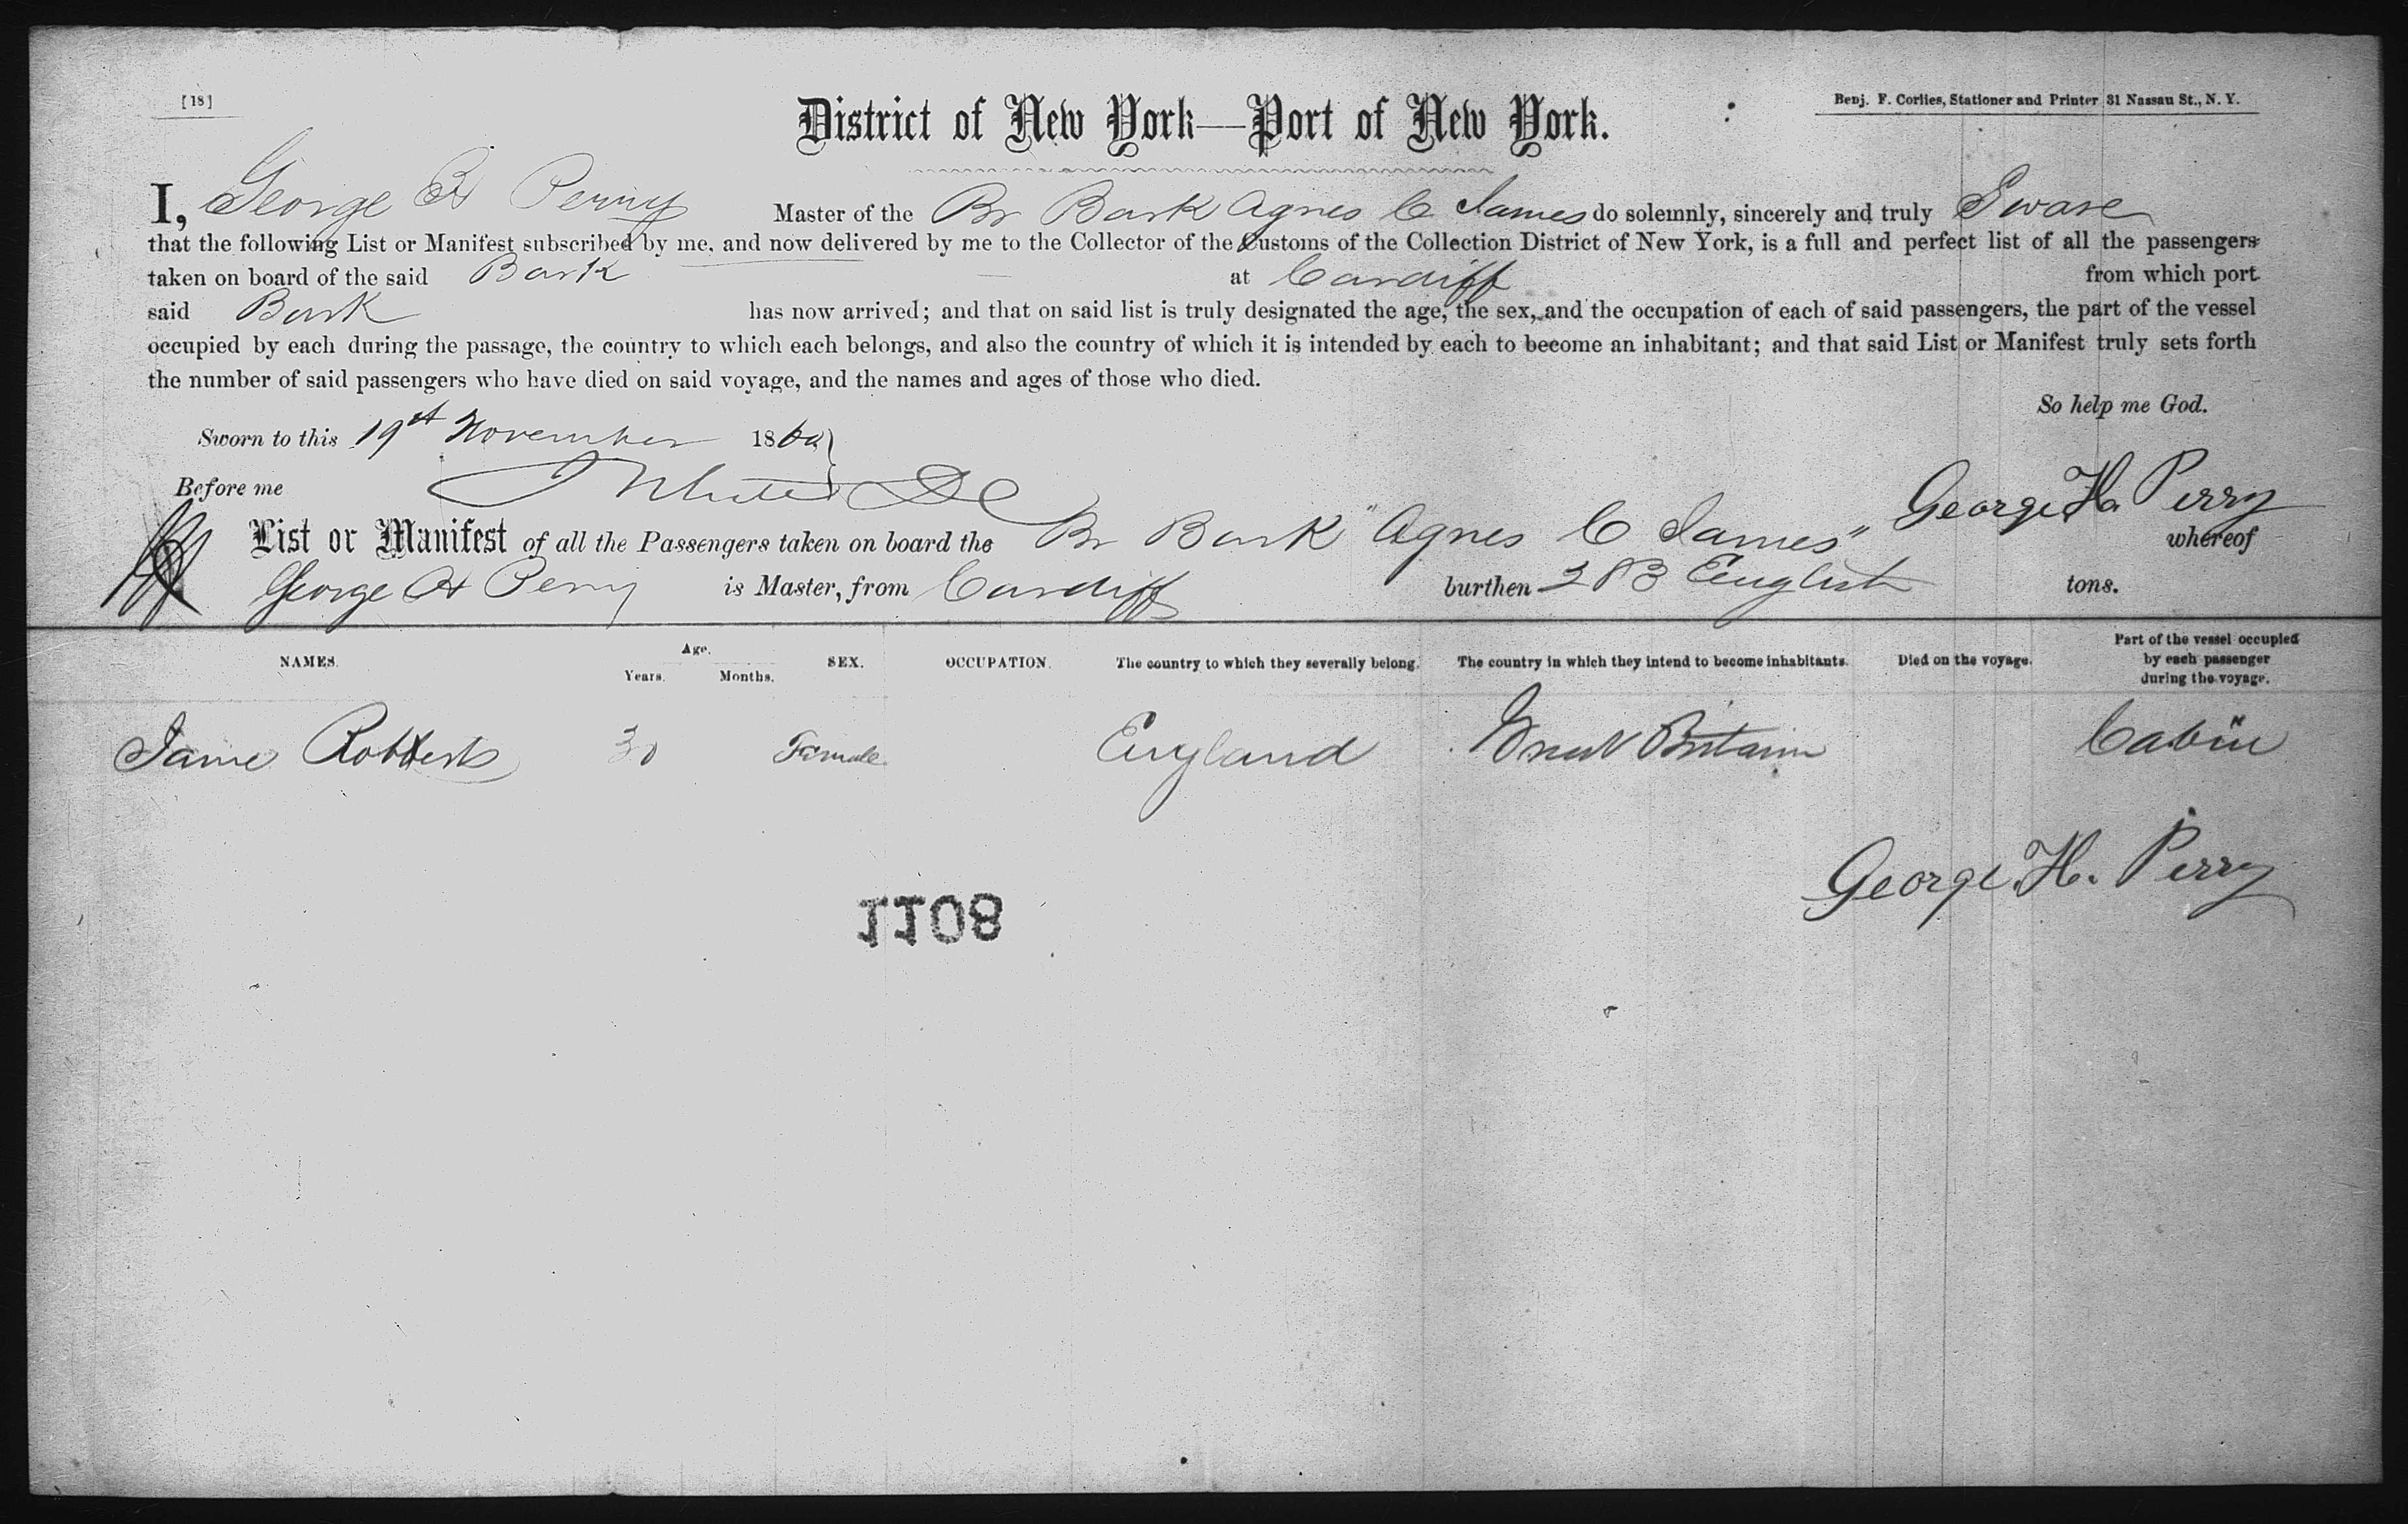 [18]
Benj. F. Corlies, Stationer and Printer 31 Nassau St., N. Y.
District of New York—Port of New York.
I, George H Perry Master of the Br Bark Agnes C James do solemnly, sincerely and truly Sware
that the following List or Manifest subscribed by me, and now delivered by me to the Collector of the Customs of the Collection District of New York, is a full and perfect list of all the passengers
taken on board of the said Bark at Cardiff from which port
said Bark has now arrived; and that on said list is truly designated the age, the sex, and the occupation of each of said passengers, the part of the vessel
occupied by each during the passage, the country to which each belongs, and also the country of which it is intended by each to become an inhabitant; and that said List or Manifest truly sets forth
the number of said passengers who have died on said voyage, and the names and ages of those who died.
So help me God.
Sworn to this 19st November 186
Before me
George H. Perry
List or Manifest of all the Passengers taken on board the Br Bark "Agnes C James" whereof
George H Perry is Master, from Cardiff burthen English tons.
NAMES. Age. Years. Months. SEX. OCCUPATION. The country to which they severally belong. The country in which they intend to become inhabitants. Died on the voyage. Part of the vessel occupied by each passenger during the voyage.
Jane Robberts 30 Female England Great Britain Cabin
George. H. Perry
1108